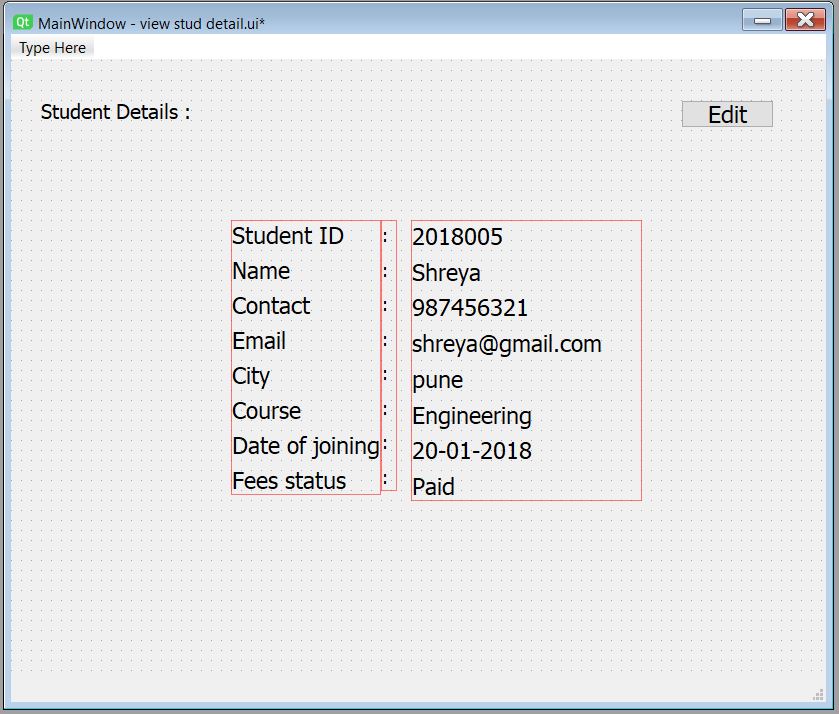 Qt MainWindow - view stud detail.ui*
Type Here
Student Details : Edit
Student ID : 2018005
Name : Shreya
Contact : 987456321
Email : shreya@gmail.com
City : pune
Course : Engineering
Date of joining : 20-01-2018
Fees status : Paid